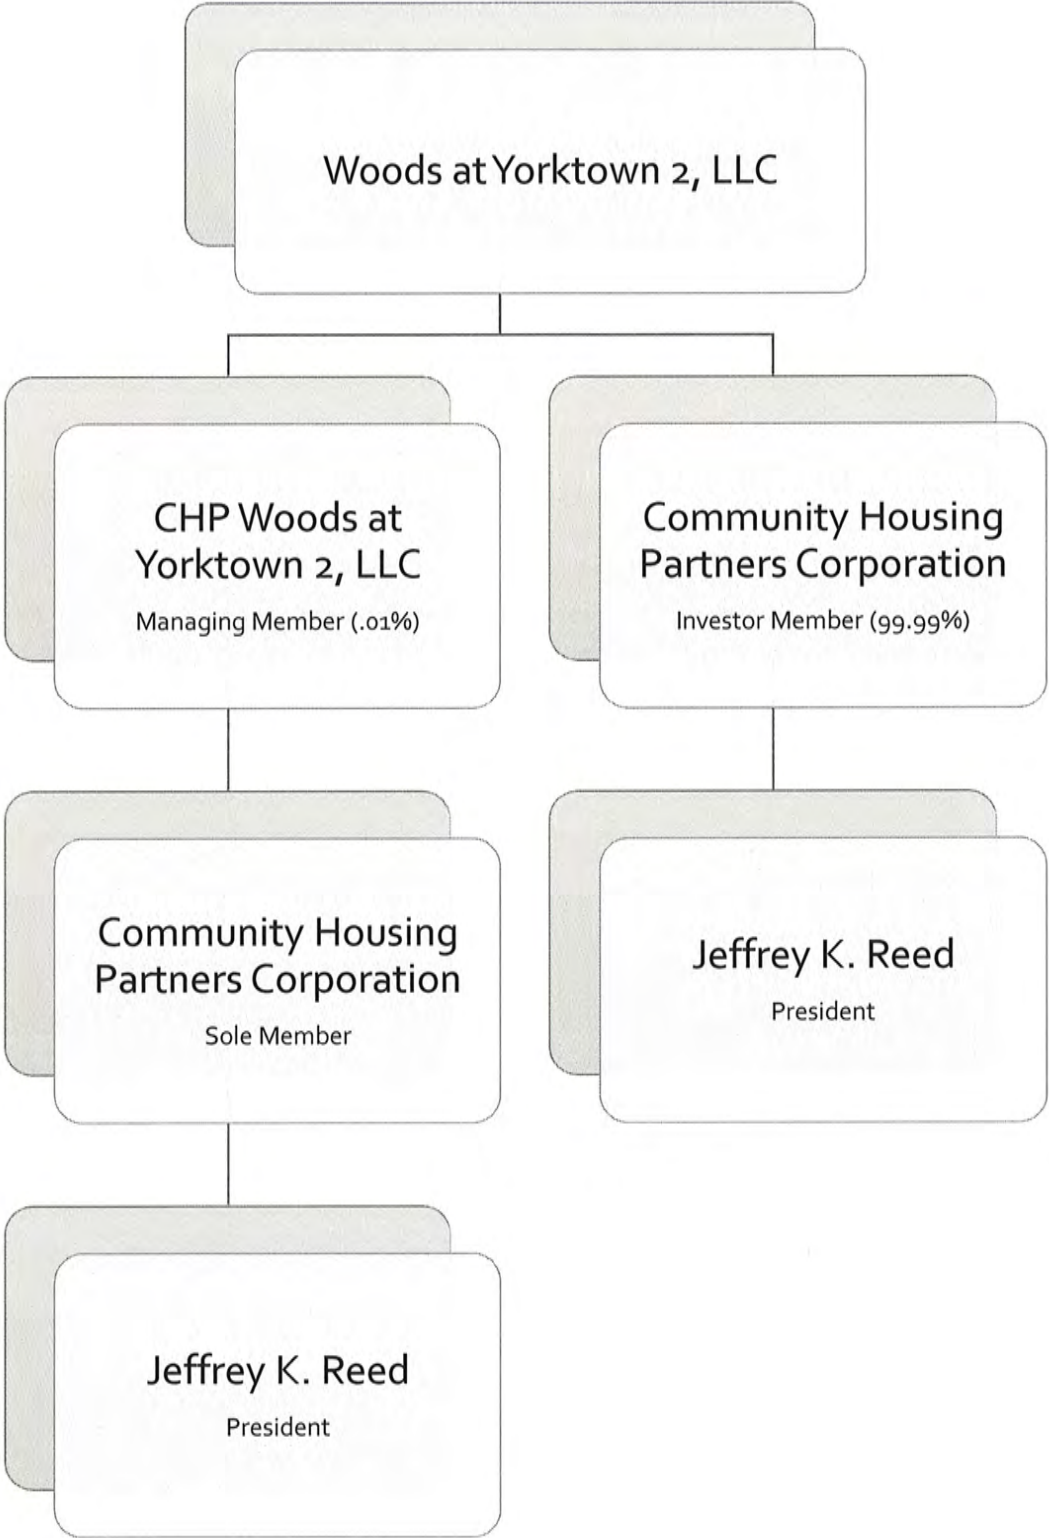 Woods at Yorktown 2, LLC
CHP Woods at
Yorktown 2, LLC
Managing Member (.01%)
Community Housing
Partners Corporation
Investor Member (99.99%)
Community Housing
Partners Corporation
Sole Member
Jeffrey K. Reed
President
Jeffrey K. Reed
President